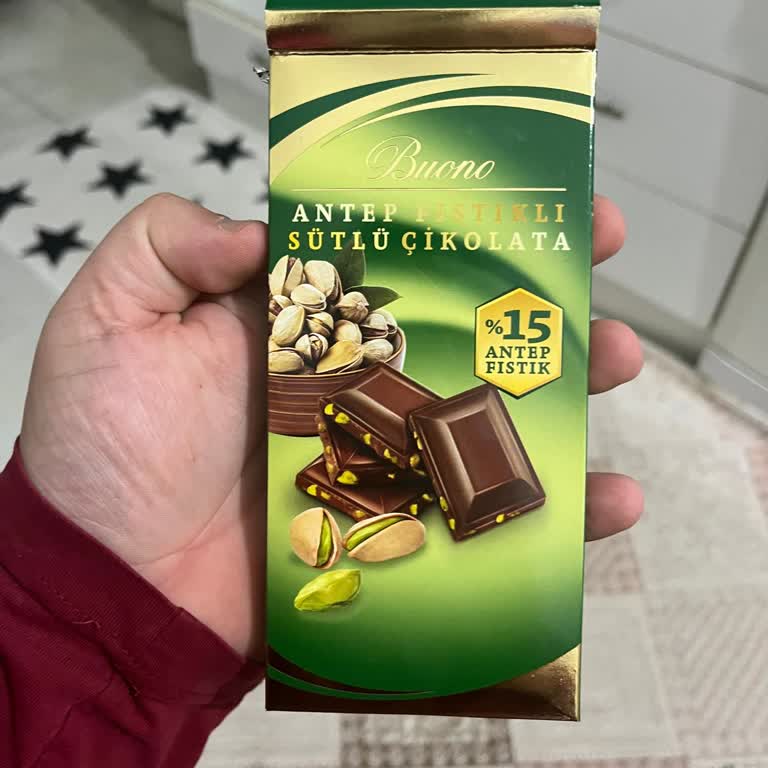 Buono
ANTEP FISTIKLI
SÜTLÜ ÇİKOLATA
%15
ANTEP
FISTIK